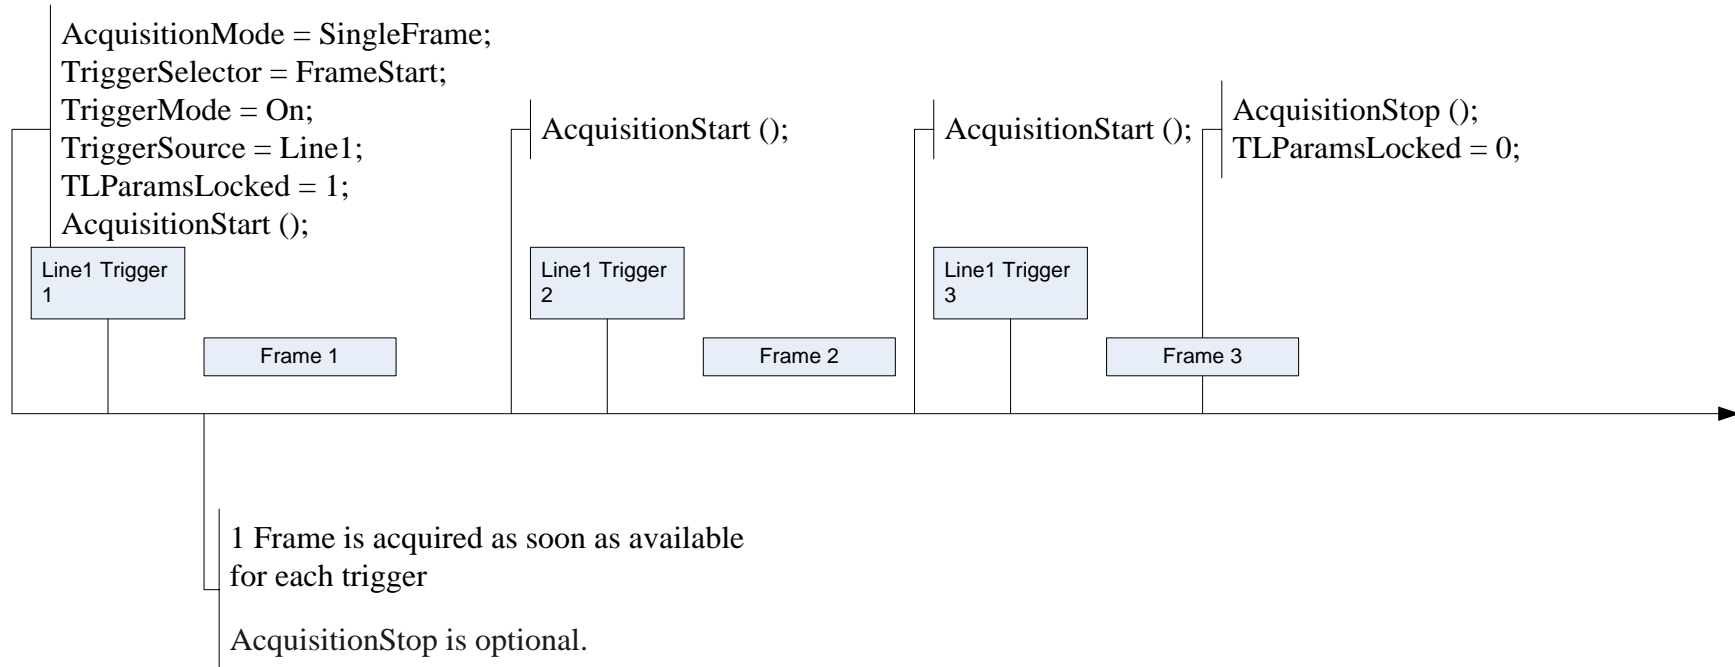 AcquisitionMode = SingleFrame;
TriggerSelector = FrameStart;
TriggerMode = On;
TriggerSource = Line1;
TLParamsLocked = 1;
AcquisitionStart ();
AcquisitionStart ();
AcquisitionStart ();
AcquisitionStop ();
TLParamsLocked = 0;
Line1 Trigger
1
Line1 Trigger
2
Line1 Trigger
3
Frame 1
Frame 2
Frame 3
1 Frame is acquired as soon as available
for each trigger
AcquisitionStop is optional.